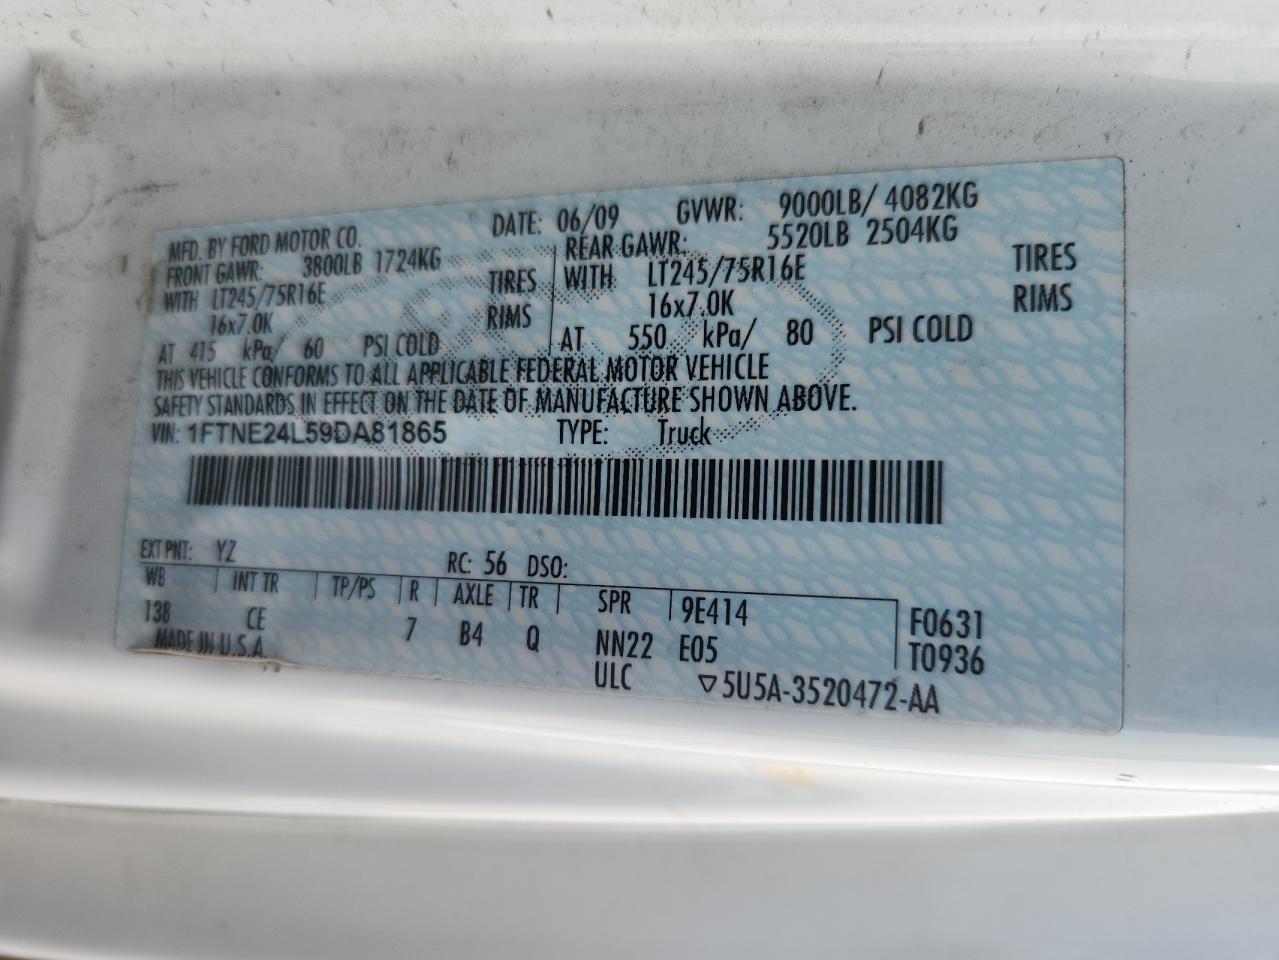 MFD. BY FORD MOTOR CO. DATE: 06/09 GVWR: 9000LB/ 4082KG
FRONT GAWR: 3800LB 1724KG REAR GAWR: 5520LB 2504KG
WITH LT245/75R16E TIRES WITH LT245/75R16E TIRES
16x7.0K RIMS 16x7.0K RIMS
AT 415 kPa/ 60 PSI COLD AT 550 kPa/ 80 PSI COLD
THIS VEHICLE CONFORMS TO ALL APPLICABLE FEDERAL MOTOR VEHICLE
SAFETY STANDARDS IN EFFECT ON THE DATE OF MANUFACTURE SHOWN ABOVE.
VIN: 1FTNE24L59DA81865 TYPE: Truck
EXT PNT: YZ RC: 56 DSO:
WB INT TR TP/PS R AXLE TR SPR 9E414 F0631
138 CE 7 B4 Q NN22 E05 T0936
MADE IN U.S.A. ULC ▽5U5A-3520472-AA